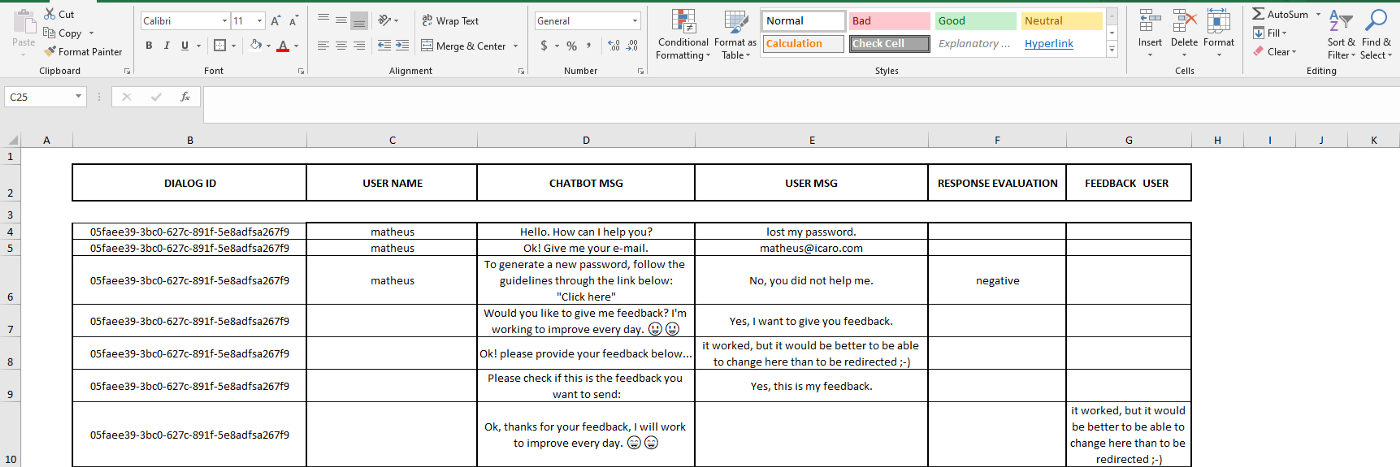 Cut
Calibri 11 A A
Wrap Text
General
Normal Bad Good Neutral
AutoSum
Paste
Copy
Format Painter
B I U A
Merge & Center
$ % ,
Conditional Formatting
Format as Table
Calculation Check Cell Explanatory ... Hyperlink
Insert Delete Format
Fill
Clear
Sort & Filter
Find & Select
Clipboard Font Alignment Number Styles Cells Editing
C25 fx
A B C D E F G H I J K
1
2 DIALOG ID USER NAME CHATBOT MSG USER MSG RESPONSE EVALUATION FEEDBACK USER
3
4 05faee39-3bc0-627c-891f-5e8adfsa267f9 matheus Hello. How can I help you? lost my password.
5 05faee39-3bc0-627c-891f-5e8adfsa267f9 matheus Ok! Give me your e-mail. matheus@icaro.com
6 05faee39-3bc0-627c-891f-5e8adfsa267f9 matheus
To generate a new password, follow the
guidelines through the link below:
"Click here"
No, you did not help me. negative
7 05faee39-3bc0-627c-891f-5e8adfsa267f9
Would you like to give me feedback? I'm
working to improve every day. 😀😀
Yes, I want to give you feedback.
8 05faee39-3bc0-627c-891f-5e8adfsa267f9
Ok! please provide your feedback below...
it worked, but it would be better to be able
to change here than to be redirected ;-)
9 05faee39-3bc0-627c-891f-5e8adfsa267f9
Please check if this is the feedback you
want to send:
Yes, this is my feedback.
10 05faee39-3bc0-627c-891f-5e8adfsa267f9
Ok, thanks for your feedback, I will work
to improve every day. 😄😄
it worked, but it would
be better to be able to
change here than to be
redirected ;-)